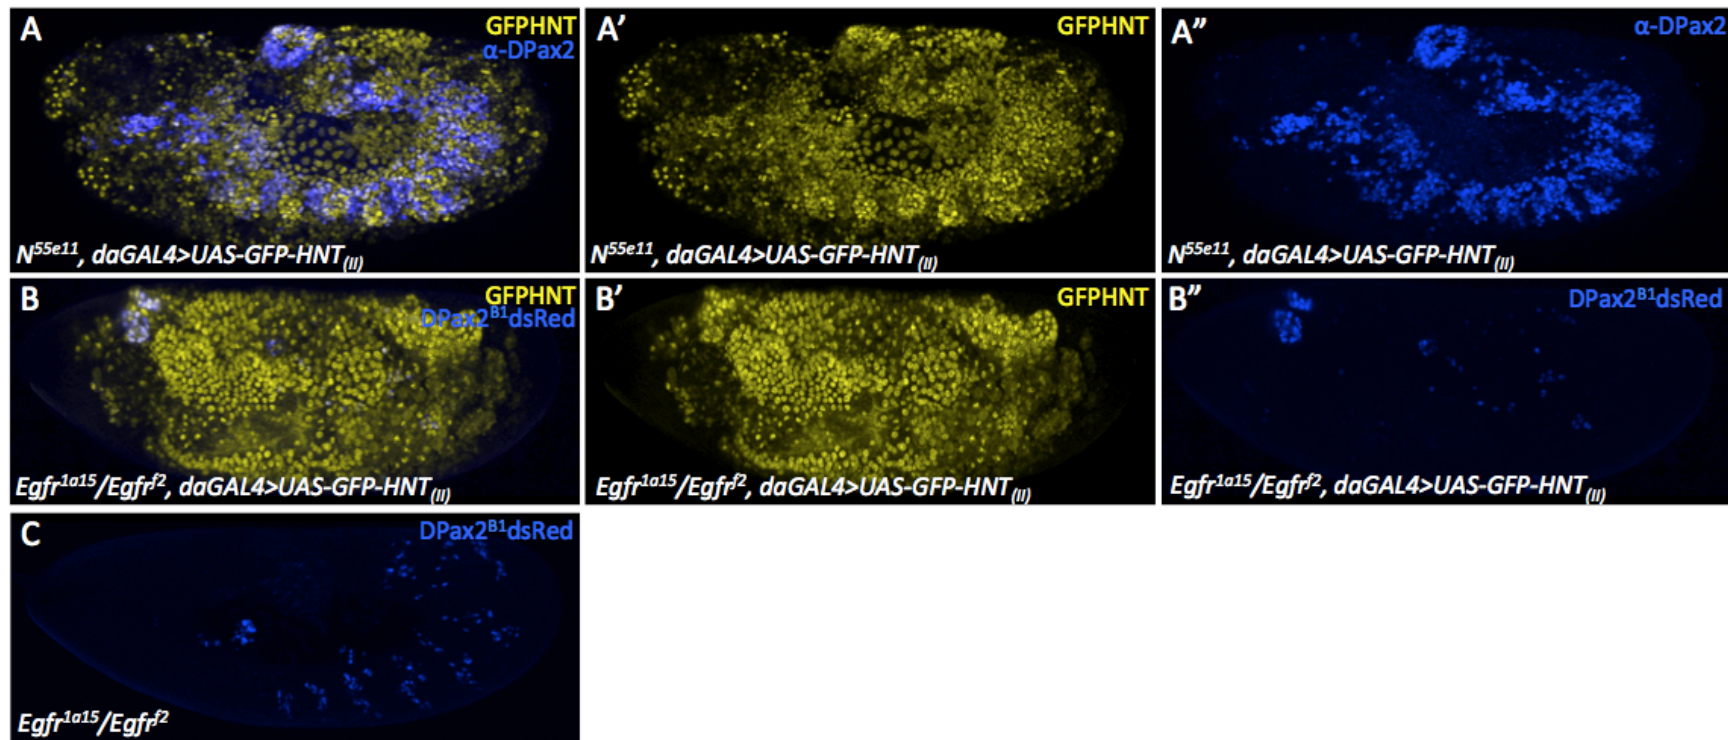 A
GFPHNT
α-DPax2
N55e11, daGAL4>UAS-GFP-HNT(II)
A’
GFPHNT
N55e11, daGAL4>UAS-GFP-HNT(II)
A”
α-DPax2
N55e11, daGAL4>UAS-GFP-HNT(II)
B
GFPHNT
DPax2B1dsRed
Egfr1a15/Egfrf2, daGAL4>UAS-GFP-HNT(II)
B’
GFPHNT
Egfr1a15/Egfrf2, daGAL4>UAS-GFP-HNT(II)
B”
DPax2B1dsRed
Egfr1a15/Egfrf2, daGAL4>UAS-GFP-HNT(II)
C
DPax2B1dsRed
Egfr1a15/Egfrf2